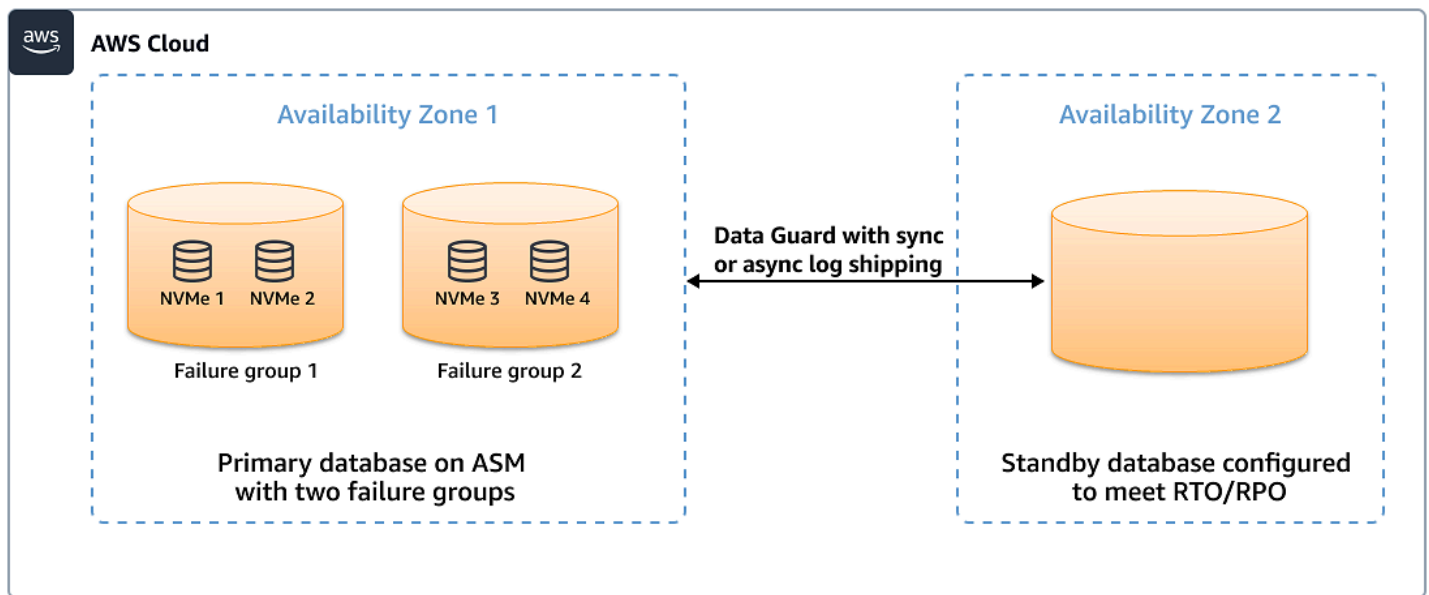 aws
AWS Cloud
Availability Zone 1
NVMe 1
NVMe 2
Failure group 1
NVMe 3
NVMe 4
Failure group 2
Primary database on ASM
with two failure groups
Data Guard with sync
or async log shipping
Availability Zone 2
Standby database configured
to meet RTO/RPO